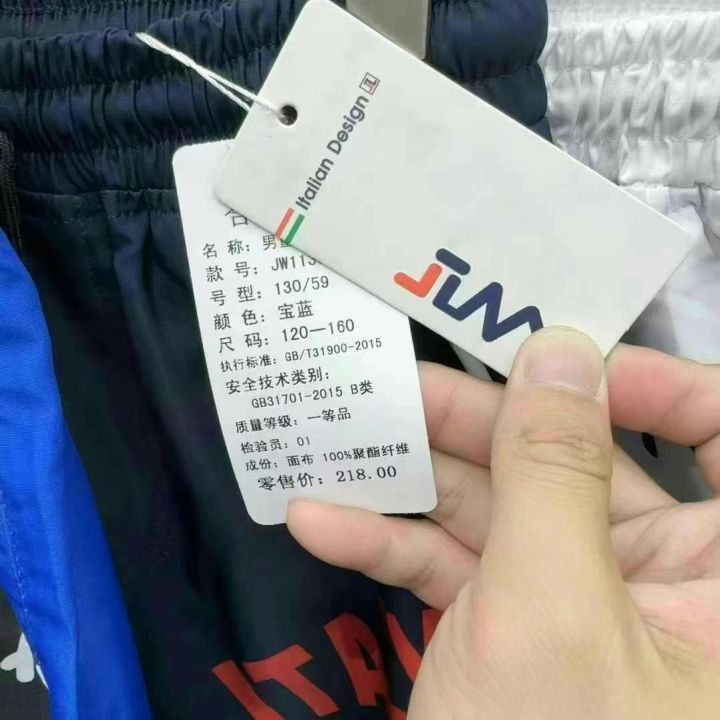 Italian Design
合
名 称：男
款 号：JW113
号 型：130/59
颜 色：宝蓝
尺 码：120—160
执行标准：GB/T31900-2015
安全技术类别：
GB31701-2015 B类
质量等级：一等品
检验员：01
成份：面布 100%聚酯纤维
零售价：218.00
ITA